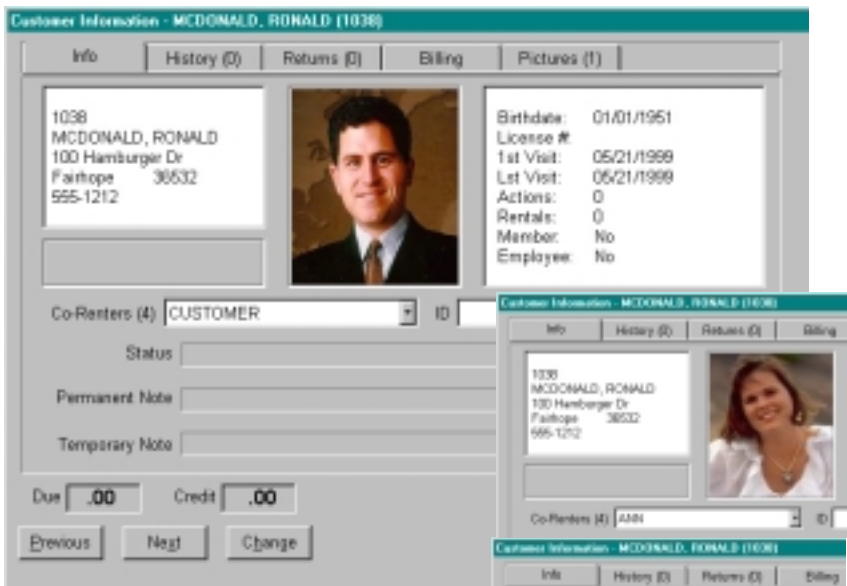 Customer Information - MCDONALD, RONALD (1038)
Info History (0) Returns (0) Billing Pictures (1)
1038
MCDONALD, RONALD
100 Hamburger Dr
Fairhope 36532
555-1212
Birthdate: 01/01/1951
License #:
1st Visit: 05/21/1999
Lst Visit: 05/21/1999
Actions: 0
Rentals: 0
Member: No
Employee: No
Co-Renters (4) CUSTOMER ID
Status
Permanent Note
Temporary Note
Due .00 Credit .00
Previous Next Change
Customer Information - MCDONALD, RONALD (1038)
Info History (0) Returns (0) Billing
1038
MCDONALD, RONALD
100 Hamburger Dr
Fairhope 36532
555-1212
Co-Renters (4) ANN ID
Customer Information - MCDONALD, RONALD (1038)
Info History (0) Returns (0) Billing